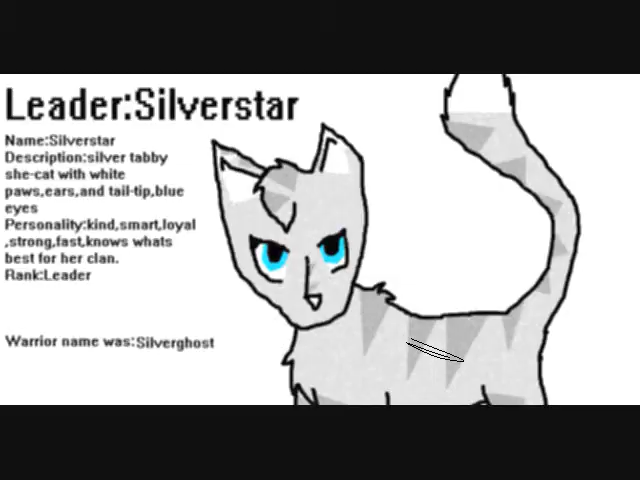 Leader:Silverstar
Name:Silverstar
Description:silver tabby
she-cat with white
paws,ears,and tail-tip,blue
eyes
Personality:kind,smart,loyal
,strong,fast,knows whats
best for her clan.
Rank:Leader
Warrior name was:Silverghost